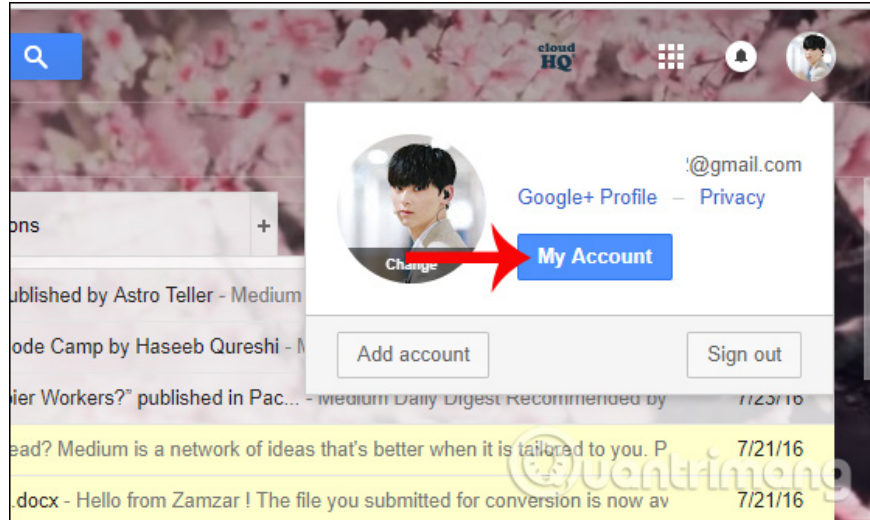 cloud
HQ
:@gmail.com
Google+ Profile – Privacy
Change
My Account
Add account
Sign out
ons +
ublished by Astro Teller - Medium
ode Camp by Haseeb Qureshi -
ier Workers?" published in Pac... - Medium Daily Digest Recommended by 7/23/16
ead? Medium is a network of ideas that's better when it is tailored to you. P 7/21/16
.docx - Hello from Zamzar ! The file you submitted for conversion is now av 7/21/16
Quantrimang